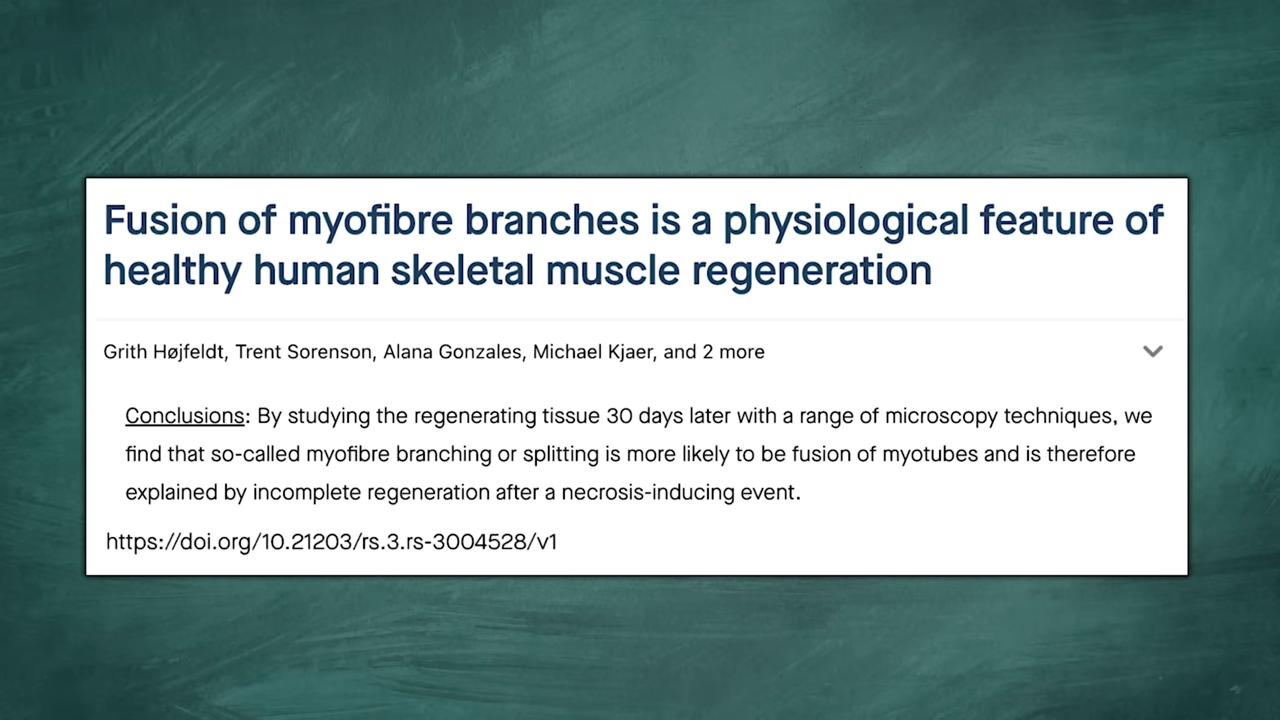 Fusion of myofibre branches is a physiological feature of
healthy human skeletal muscle regeneration
Grith Højfeldt, Trent Sorenson, Alana Gonzales, Michael Kjaer, and 2 more
Conclusions: By studying the regenerating tissue 30 days later with a range of microscopy techniques, we
find that so-called myofibre branching or splitting is more likely to be fusion of myotubes and is therefore
explained by incomplete regeneration after a necrosis-inducing event.
https://doi.org/10.21203/rs.3.rs-3004528/v1